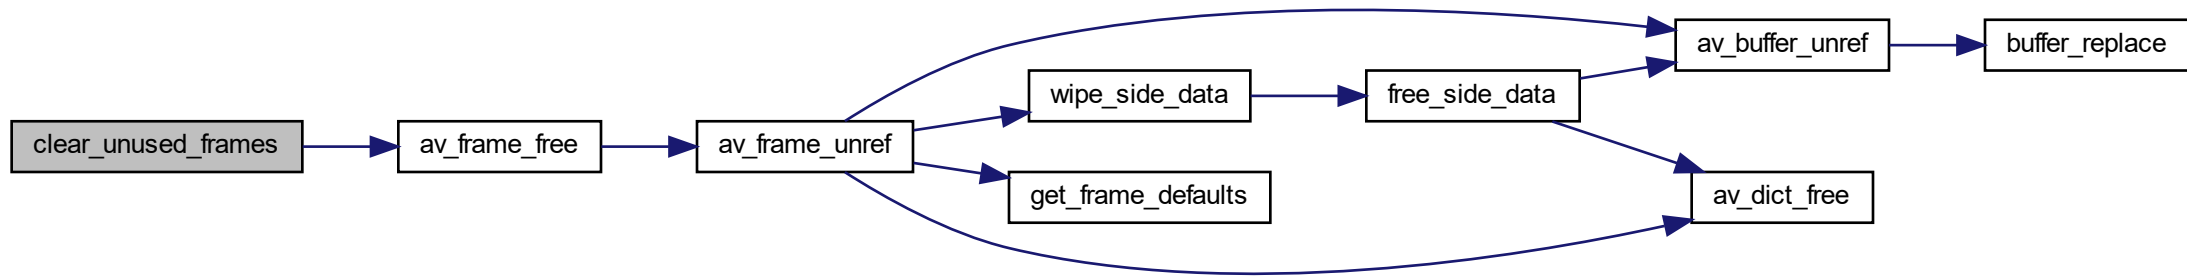 clear_unused_frames
av_frame_free
av_frame_unref
wipe_side_data
get_frame_defaults
free_side_data
av_buffer_unref
av_dict_free
buffer_replace